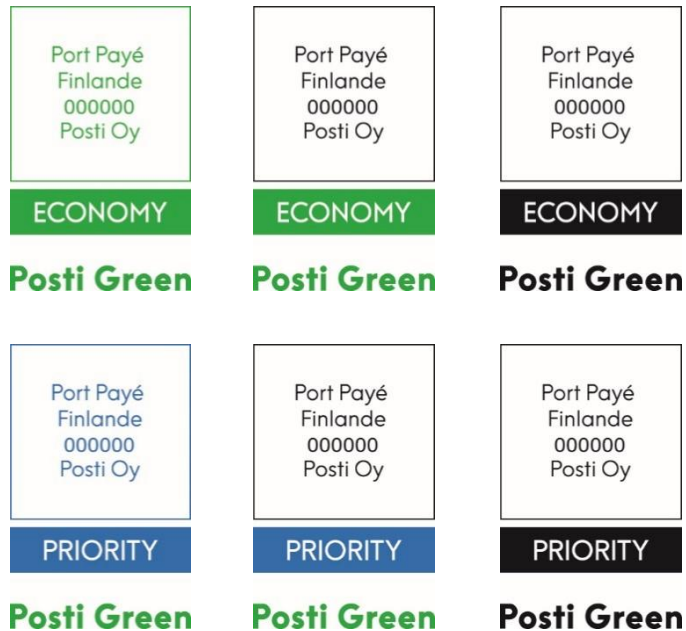 Port Payé
Finlande
000000
Posti Oy
ECONOMY
Posti Green
Port Payé
Finlande
000000
Posti Oy
ECONOMY
Posti Green
Port Payé
Finlande
000000
Posti Oy
ECONOMY
Posti Green
Port Payé
Finlande
000000
Posti Oy
PRIORITY
Posti Green
Port Payé
Finlande
000000
Posti Oy
PRIORITY
Posti Green
Port Payé
Finlande
000000
Posti Oy
PRIORITY
Posti Green